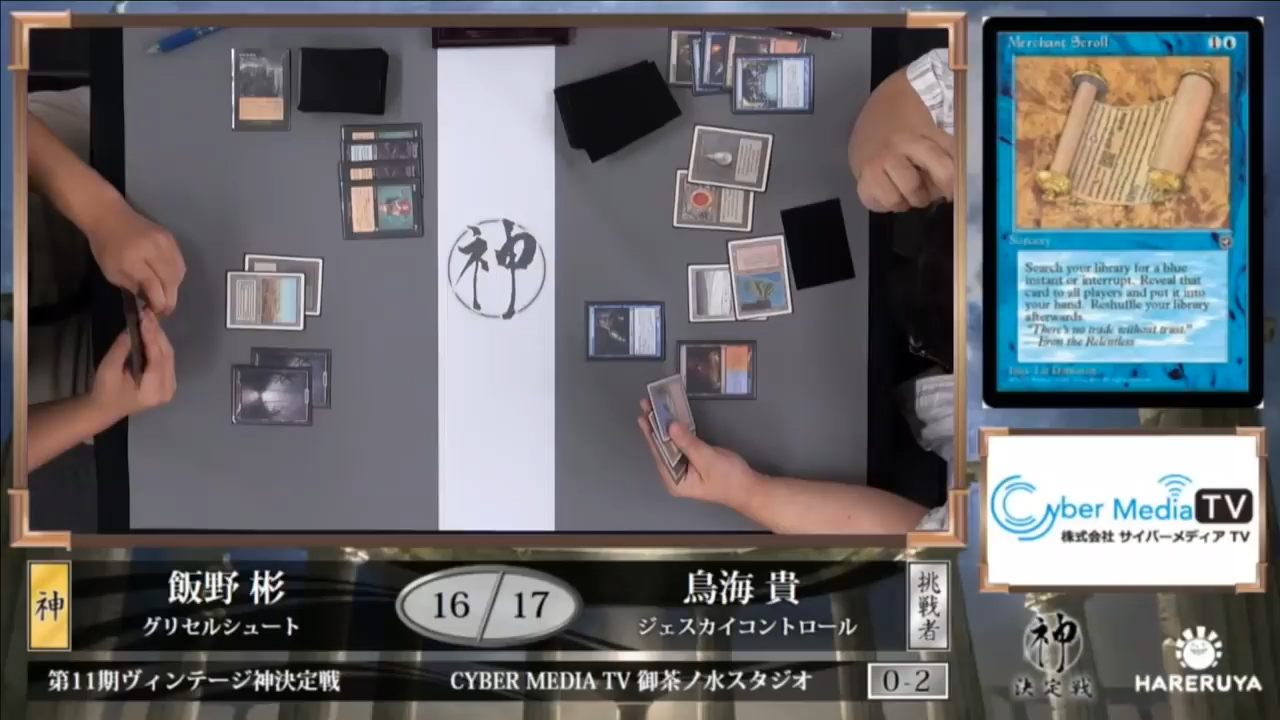 Merchant Scroll
Sorcery
Search your library for a blue
instant or interrupt. Reveal that
card to all players and put it into
your hand. Reshuffle your library
afterwards.
"There's no trade without trust."
神
Cyber Media TV
株式会社 サイバーメディア TV
神
飯野 彬
グリセルシュート
16 / 17
鳥海 貴
ジェスカイコントロール
挑戦者
第11期ヴィンテージ神決定戦
CYBER MEDIA TV 御茶ノ水スタジオ
0-2
神
決定戦
HARERUYA